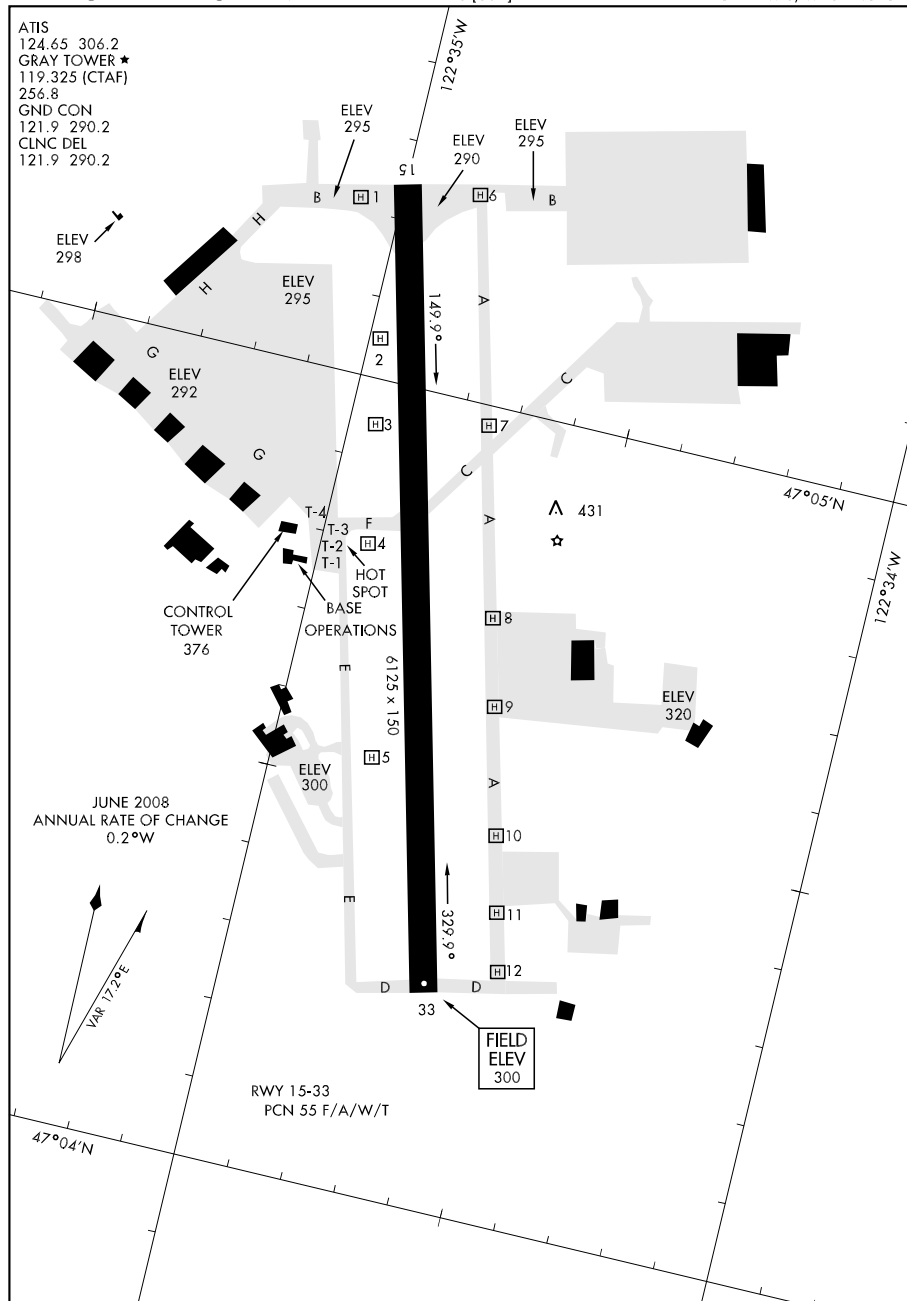 ATIS
124.65 306.2
GRAY TOWER ★
119.325 (CTAF)
256.8
GND CON
121.9 290.2
CLNC DEL
121.9 290.2
122°35'W
ELEV
295
ELEV
290
ELEV
295
15
B
H 1
H 6
B
H
ELEV
298
H
ELEV
295
149.9°
A
H
2
G
ELEV
292
C
H 3
H 7
G
C
47°05'N
T-4
T-3
T-2
T-1
F
H 4
A
431
HOT
SPOT
CONTROL
TOWER
376
BASE
OPERATIONS
122°34'W
H 8
E
6125 x 150
H 9
ELEV
320
H 5
ELEV
300
A
JUNE 2008
ANNUAL RATE OF CHANGE
0.2°W
H 10
VAR 17.2°E
E
329.9°
H 11
H 12
D
D
33
FIELD
ELEV
300
RWY 15-33
PCN 55 F/A/W/T
47°04'N